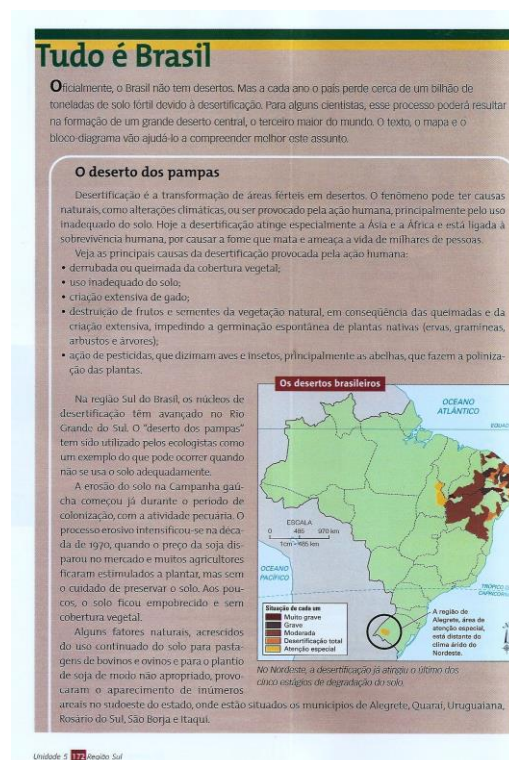 Tudo é Brasil
Oficialmente, o Brasil não tem desertos. Mas a cada ano o país perde cerca de um bilhão de
toneladas de solo fértil devido à desertificação. Para alguns cientistas, esse processo poderá resultar
na formação de um grande deserto central, o terceiro maior do mundo. O texto, o mapa e o
bloco-diagrama vão ajudá-lo a compreender melhor este assunto.
O deserto dos pampas
Desertificação é a transformação de áreas férteis em desertos. O fenômeno pode ter causas
naturais, como alterações climáticas, ou ser provocado pela ação humana, principalmente pelo uso
inadequado do solo. Hoje a desertificação atinge especialmente a Ásia e a África e está ligada à
sobrevivência humana, por causar a fome que mata e ameaça a vida de milhares de pessoas.
Veja as principais causas da desertificação provocada pela ação humana:
• derrubada ou queimada da cobertura vegetal;
• uso inadequado do solo;
• criação extensiva de gado;
• destruição de frutos e sementes da vegetação natural, em conseqüência das queimadas e da
criação extensiva, impedindo a germinação espontânea de plantas nativas (ervas, gramíneas,
arbustos e árvores);
• ação de pesticidas, que dizimam aves e insetos, principalmente as abelhas, que fazem a poliniza-
ção das plantas.
Na região Sul do Brasil, os núcleos de
desertificação têm avançado no Rio
Grande do Sul. O "deserto dos pampas"
tem sido utilizado pelos ecologistas como
um exemplo do que pode ocorrer quando
não se usa o solo adequadamente.
A erosão do solo na Campanha gaú-
cha começou já durante o período de
colonização, com a atividade pecuária. O
processo erosivo intensificou-se na déca-
da de 1970, quando o preço da soja dis-
parou no mercado e muitos agricultores
ficaram estimulados a plantar, mas sem
o cuidado de preservar o solo. Aos pou-
cos, o solo ficou empobrecido e sem
cobertura vegetal.
Alguns fatores naturais, acrescidos
do uso continuado do solo para pasta-
gens de bovinos e ovinos e para o plantio
de soja de modo não apropriado, provo-
caram o aparecimento de inúmeros
areais no sudoeste do estado, onde estão situados os municípios de Alegrete, Quaraí, Uruguaiana,
Rosário do Sul, São Borja e Itaqui.
Os desertos brasileiros
OCEANO
ATLÂNTICO
ESCALA
0 485 970 km
1cm - 485 km
OCEANO
PACÍFICO
TRÓPICO DE
CAPRICÓRNIO
Situação de cada um
Muito grave
Grave
Moderada
Desertificação total
Atenção especial
A região de
Alegrete, área de
atenção especial,
está distante do
clima árido do
Nordeste.
No Nordeste, a desertificação já atingiu o último dos
cinco estágios de degradação do solo.
Unidade 5 172 Região Sul